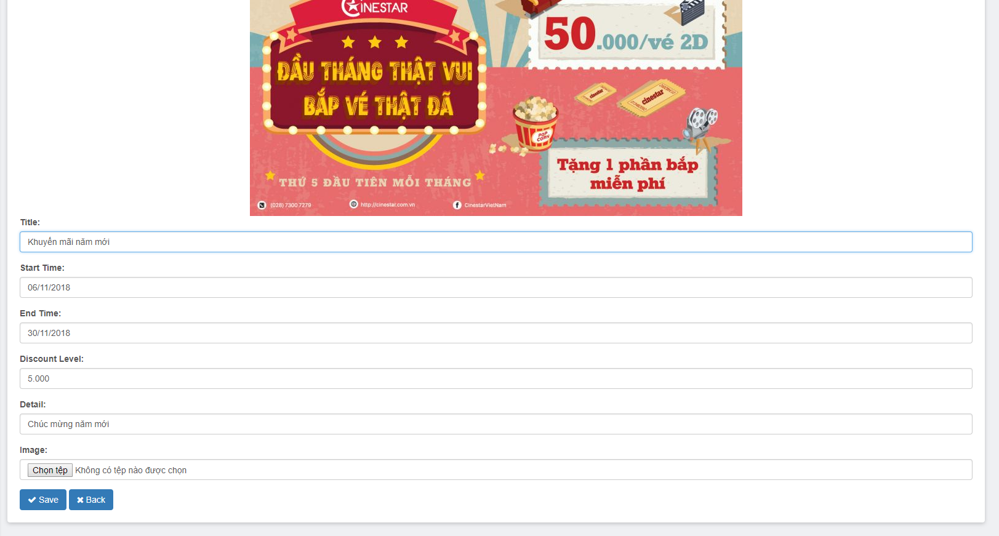 CINESTAR
50.000/vé 2D
ĐẦU THÁNG THẬT VUI
BẮP VÉ THẬT ĐÃ
cinestar
cinestar
POP
CORN
Tặng 1 phần bắp
miễn phí
THỨ 5 ĐẦU TIÊN MỖI THÁNG
(028) 7300 7279
http://cinestar.com.vn
CinestarVietNam
Title:
Khuyến mãi năm mới
Start Time:
06/11/2018
End Time:
30/11/2018
Discount Level:
5.000
Detail:
Chúc mừng năm mới
Image:
Chọn tệp Không có tệp nào được chọn
Save Back